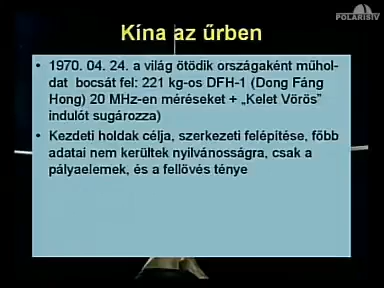 POLARISTV
Kína az űrben
• 1970. 04. 24. a világ ötödik országaként műhol-
dat bocsát fel: 221 kg-os DFH-1 (Dong Fáng
Hong) 20 MHz-en méréseket + „Kelet Vörös”
indulót sugározza)
• Kezdeti holdak célja, szerkezeti felépítése, főbb
adatai nem kerültek nyilvánosságra, csak a
pályaelemek, és a fellövés ténye